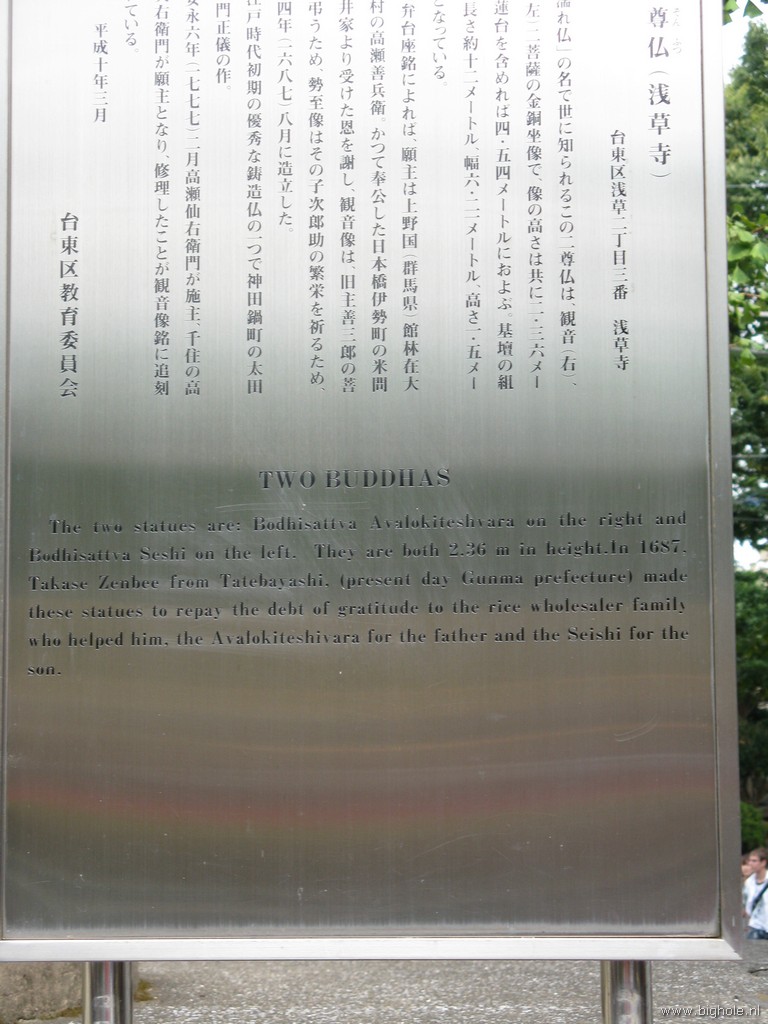 尊仏(浅草寺)
そんぶつ
台東区浅草二丁目三番 浅草寺
濡れ仏」の名で世に知られるこの二尊仏は、観音(右)、
左)二菩薩の金銅坐像で、像の高さは共に二・三六メー
蓮台を含めれば四・五四メートルにおよぶ。基壇の組
長さ約十二メートル、幅六・二二メートル、高さ一・五メー
となっている。
弁台座銘によれば、願主は上野国(群馬県)館林在大
村の高瀬善兵衛。かつて奉公した日本橋伊勢町の米問
井家より受けた恩を謝し、観音像は、旧主善三郎の菩
弔うため、勢至像はその子次郎助の繁栄を祈るため、
四年(一六八七)八月に造立した。
江戸時代初期の優秀な鋳造仏の一つで神田鍋町の太田
門正儀の作。
安永六年(一七七七)二月高瀬仙右衛門が施主、千住の高
右衛門が願主となり、修理したことが観音像銘に追刻
ている。
平成十年三月
台東区教育委員会
TWO BUDDHAS
The two statues are: Bodhisattva Avalokiteshvara on the right and
Bodhisattva Seshi on the left. They are both 2.36 m in height.In 1687,
Takase Zenbee from Tatebayashi, (present day Gunma prefecture) made
these statues to repay the debt of gratitude to the rice wholesaler family
who helped him, the Avalokiteshivara for the father and the Seishi for the
son.
www.bighole.nl